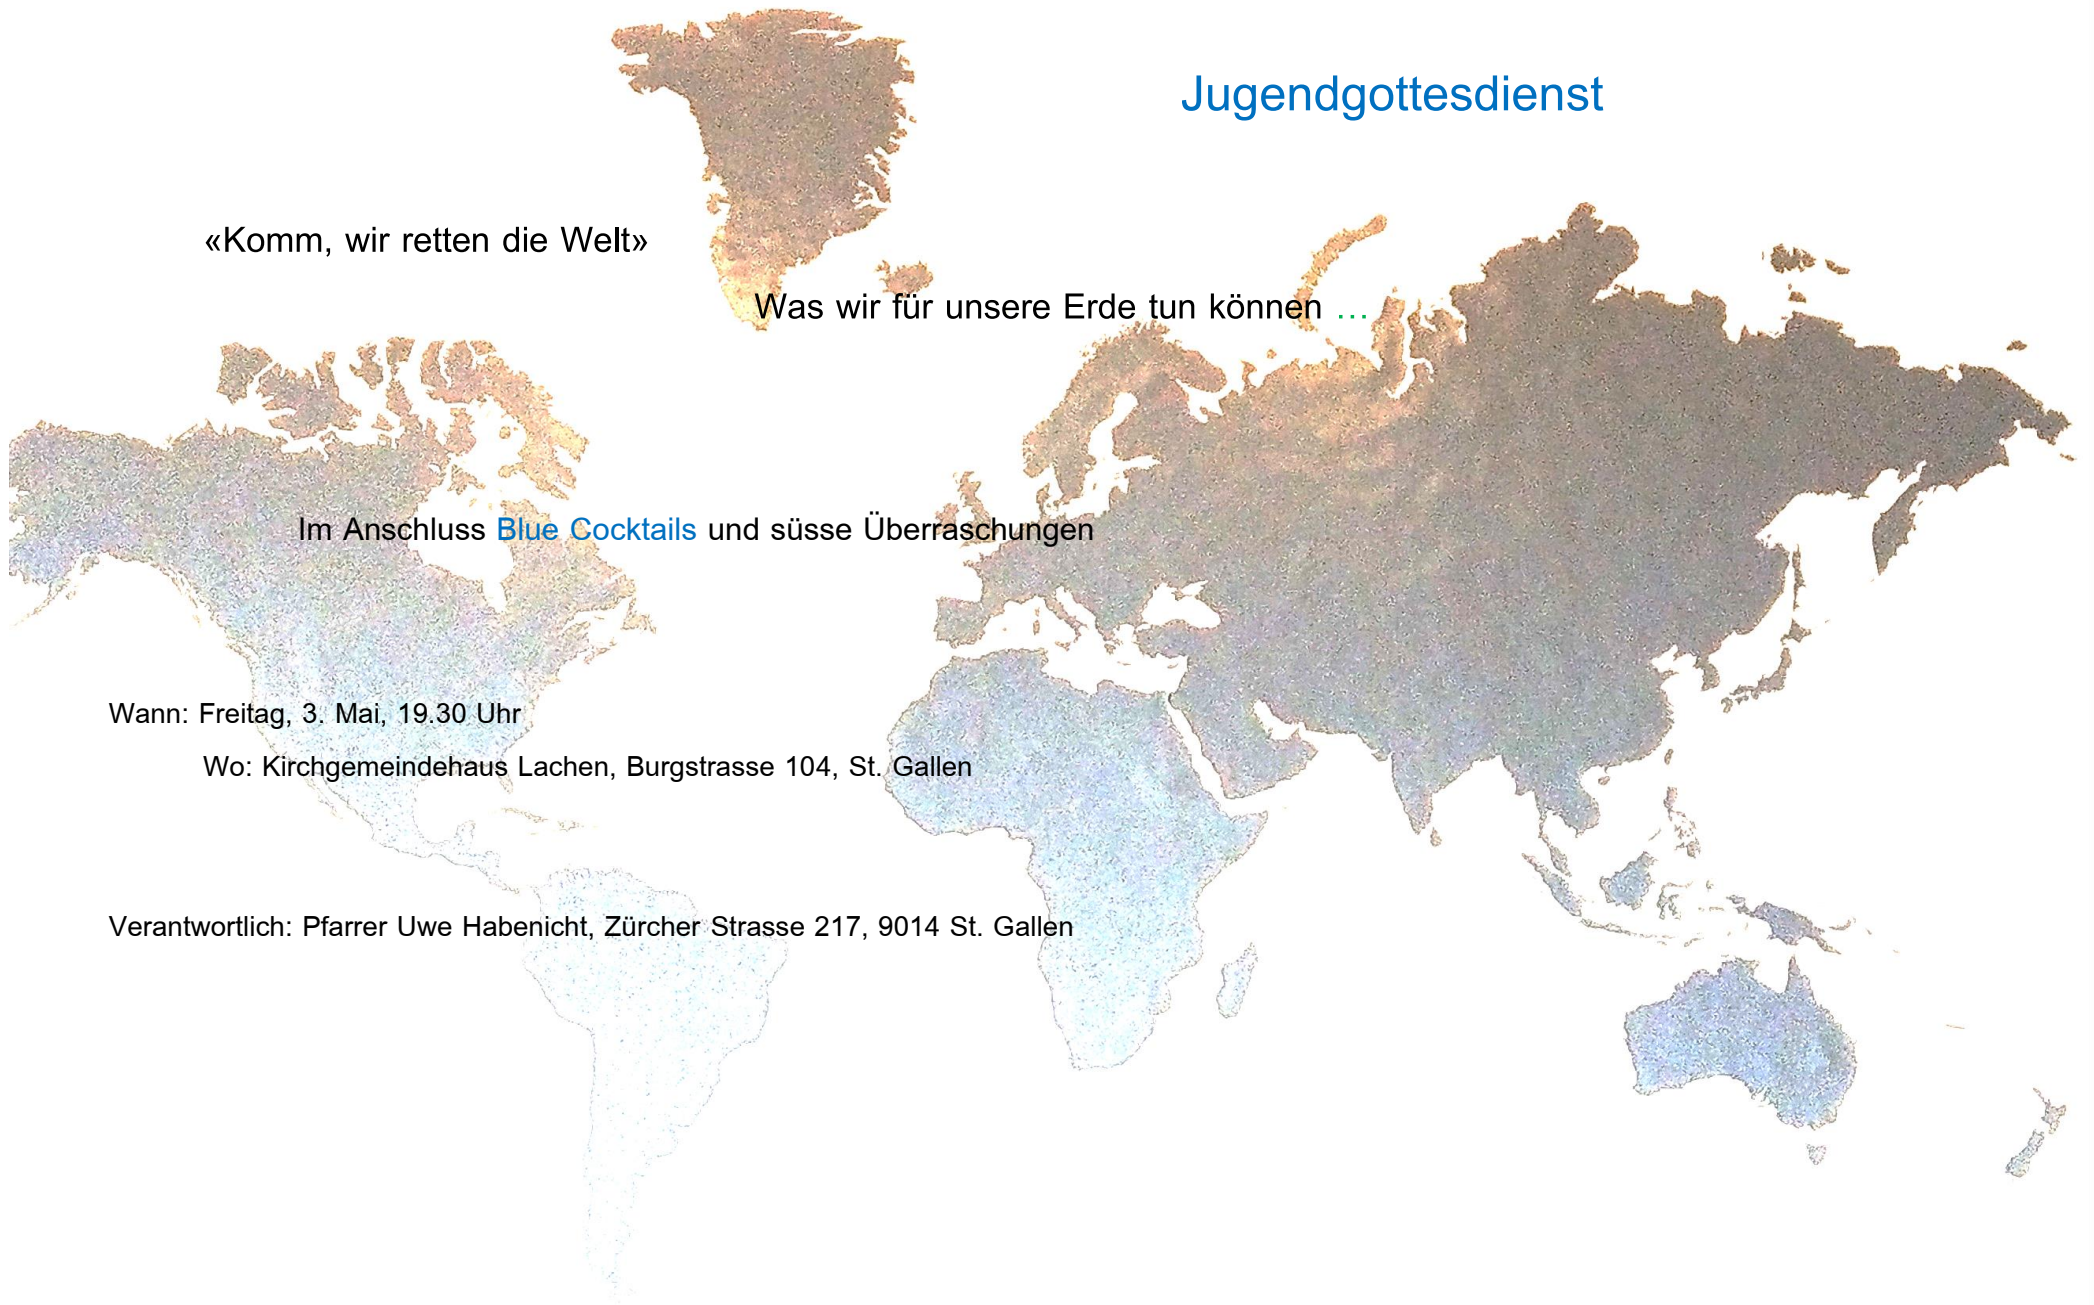 Jugendgottesdienst
«Komm, wir retten die Welt»
Was wir für unsere Erde tun können …
Im Anschluss Blue Cocktails und süsse Überraschungen
Wann: Freitag, 3. Mai, 19.30 Uhr
Wo: Kirchgemeindehaus Lachen, Burgstrasse 104, St. Gallen
Verantwortlich: Pfarrer Uwe Habenicht, Zürcher Strasse 217, 9014 St. Gallen